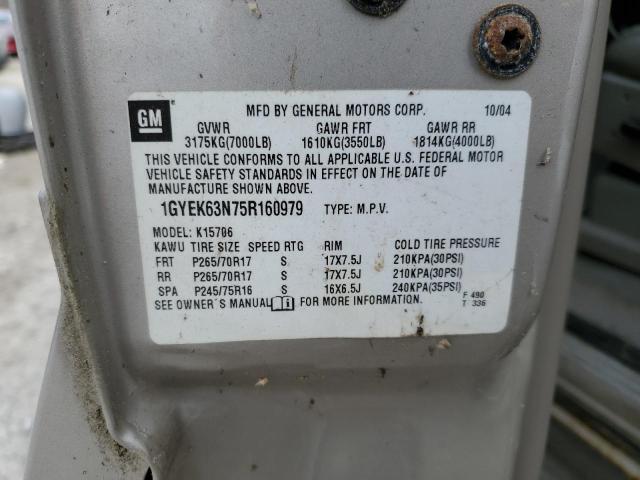 GM
MFD BY GENERAL MOTORS CORP. 10/04
GVWR GAWR FRT GAWR RR
3175KG(7000LB) 1610KG(3550LB) 1814KG(4000LB)
THIS VEHICLE CONFORMS TO ALL APPLICABLE U.S. FEDERAL MOTOR
VEHICLE SAFETY STANDARDS IN EFFECT ON THE DATE OF
MANUFACTURE SHOWN ABOVE.
1GYEK63N75R160979 TYPE: M.P.V.
MODEL: K15706
KAWU TIRE SIZE SPEED RTG RIM COLD TIRE PRESSURE
FRT P265/70R17 S 17X7.5J 210KPA(30PSI)
RR P265/70R17 S 17X7.5J 210KPA(30PSI)
SPA P245/75R16 S 16X6.5J 240KPA(35PSI)
SEE OWNER'S MANUAL FOR MORE INFORMATION.
F 490
T 336